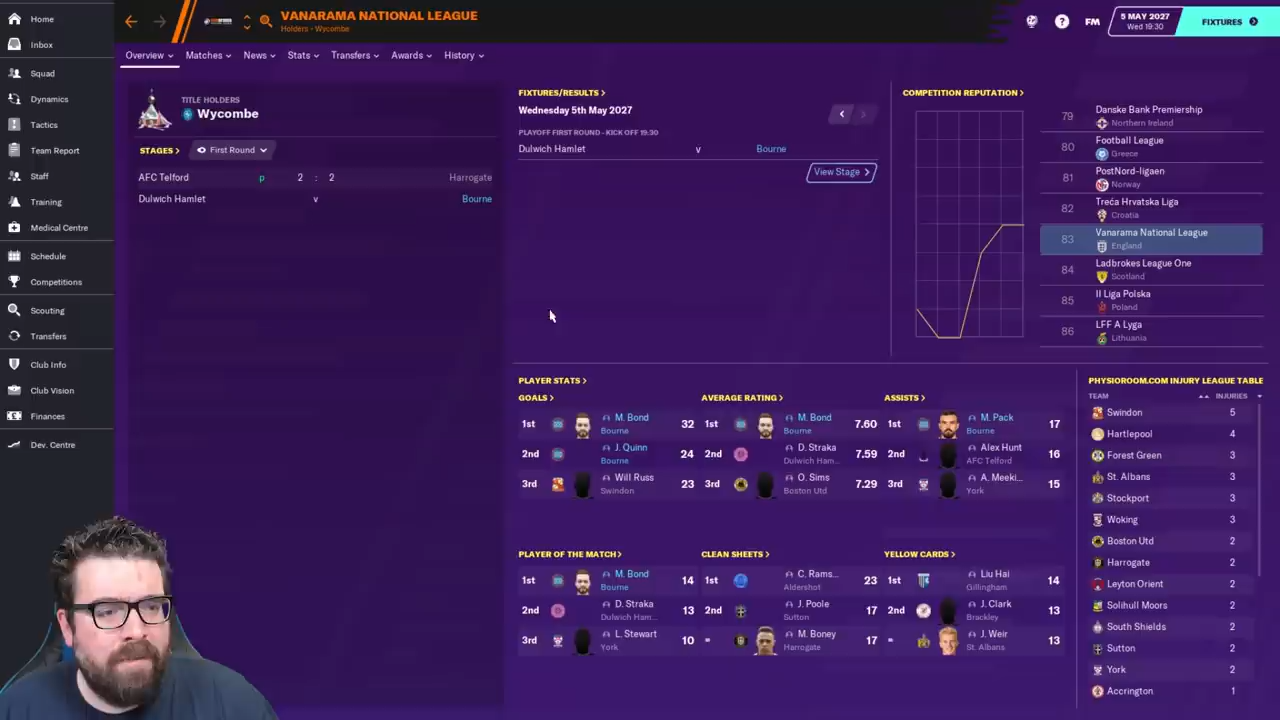 Home
Inbox
Squad
Dynamics
Tactics
Team Report
Staff
Training
Medical Centre
Schedule
Competitions
Scouting
Transfers
Club Info
Club Vision
Finances
Dev. Centre
VANARAMA NATIONAL LEAGUE
Holders - Wycombe
FM
5 MAY 2027
Wed 19:30
FIXTURES
Overview
Matches
News
Stats
Transfers
Awards
History
TITLE HOLDERS
Wycombe
STAGES >
First Round
AFC Telford p 2 : 2 Harrogate
Dulwich Hamlet v Bourne
FIXTURES/RESULTS >
Wednesday 5th May 2027
PLAYOFF FIRST ROUND - KICK OFF 19:30
Dulwich Hamlet v Bourne
View Stage >
COMPETITION REPUTATION >
79 Danske Bank Premiership
Northern Ireland
80 Football League
Greece
81 PostNord-ligaen
Norway
82 Treća Hrvatska Liga
Croatia
83 Vanarama National League
England
84 Ladbrokes League One
Scotland
85 II Liga Polska
Poland
86 LFF A Lyga
Lithuania
PLAYER STATS >
GOALS >
1st M. Bond 32
Bourne
2nd J. Quinn 24
Bourne
3rd Will Russ 23
Swindon
AVERAGE RATING >
1st M. Bond 7.60
Bourne
2nd D. Straka 7.59
Dulwich Ham...
3rd O. Sims 7.29
Boston Utd
ASSISTS >
1st M. Pack 17
Bourne
2nd Alex Hunt 16
AFC Telford
3rd A. Meeki... 15
York
PLAYER OF THE MATCH >
1st M. Bond 14
Bourne
2nd D. Straka 13
Dulwich Ham...
3rd L. Stewart 10
York
CLEAN SHEETS >
1st C. Rams... 23
Aldershot
2nd J. Poole 17
Sutton
= M. Boney 17
Harrogate
YELLOW CARDS >
1st Liu Hai 14
Gillingham
2nd J. Clark 13
Brackley
= J. Weir 13
St. Albans
PHYSIOROOM.COM INJURY LEAGUE TABLE
TEAM INJURIES
Swindon 5
Hartlepool 4
Forest Green 3
St. Albans 3
Stockport 3
Woking 3
Boston Utd 2
Harrogate 2
Leyton Orient 2
Solihull Moors 2
South Shields 2
Sutton 2
York 2
Accrington 1